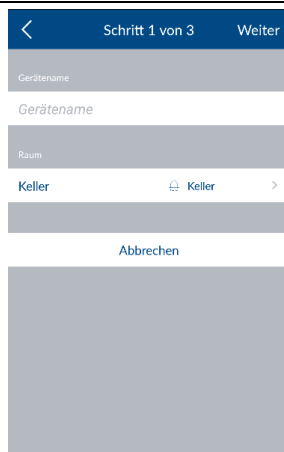 Schritt 1 von 3 Weiter
Gerätename
Gerätename
Raum
Keller Keller
Abbrechen